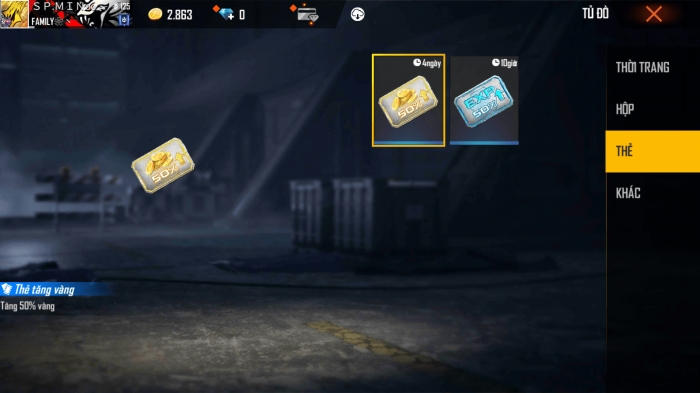 S P.M I N
FAMILY
2.863
0
TỦ ĐỒ
4ngày
50%
10giờ
EXP
50%
50%
THỜI TRANG
HỘP
THẺ
KHÁC
Thẻ tăng vàng
Tăng 50% vàng